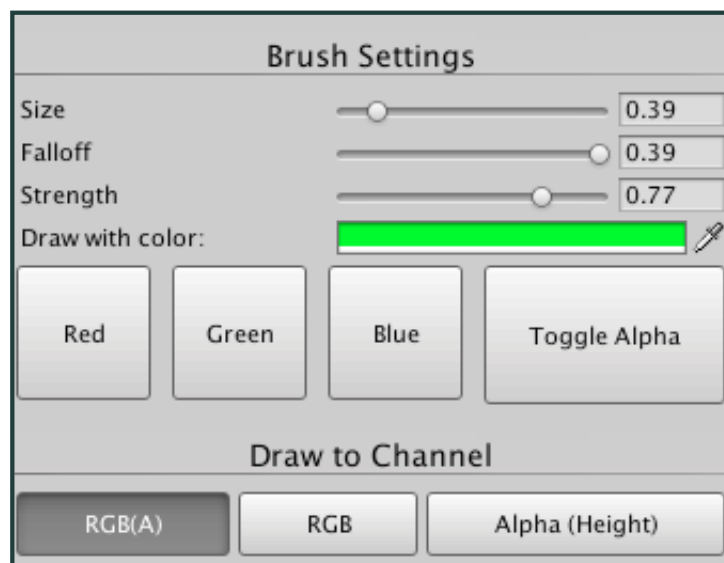 Brush Settings
Size 0.39
Falloff 0.39
Strength 0.77
Draw with color:
Red Green Blue Toggle Alpha
Draw to Channel
RGB(A) RGB Alpha (Height)